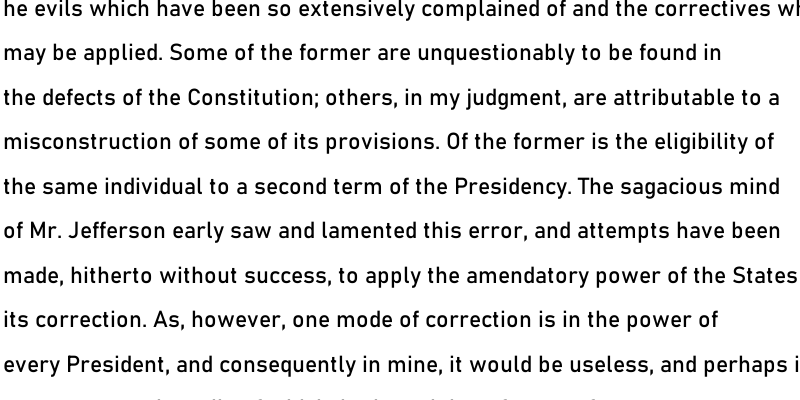 he evils which have been so extensively complained of and the correctives
may be applied. Some of the former are unquestionably to be found in
the defects of the Constitution; others, in my judgment, are attributable to a
misconstruction of some of its provisions. Of the former is the eligibility of
the same individual to a second term of the Presidency. The sagacious mind
of Mr. Jefferson early saw and lamented this error, and attempts have been
made, hitherto without success, to apply the amendatory power of the States
its correction. As, however, one mode of correction is in the power of
every President, and consequently in mine, it would be useless, and perhaps